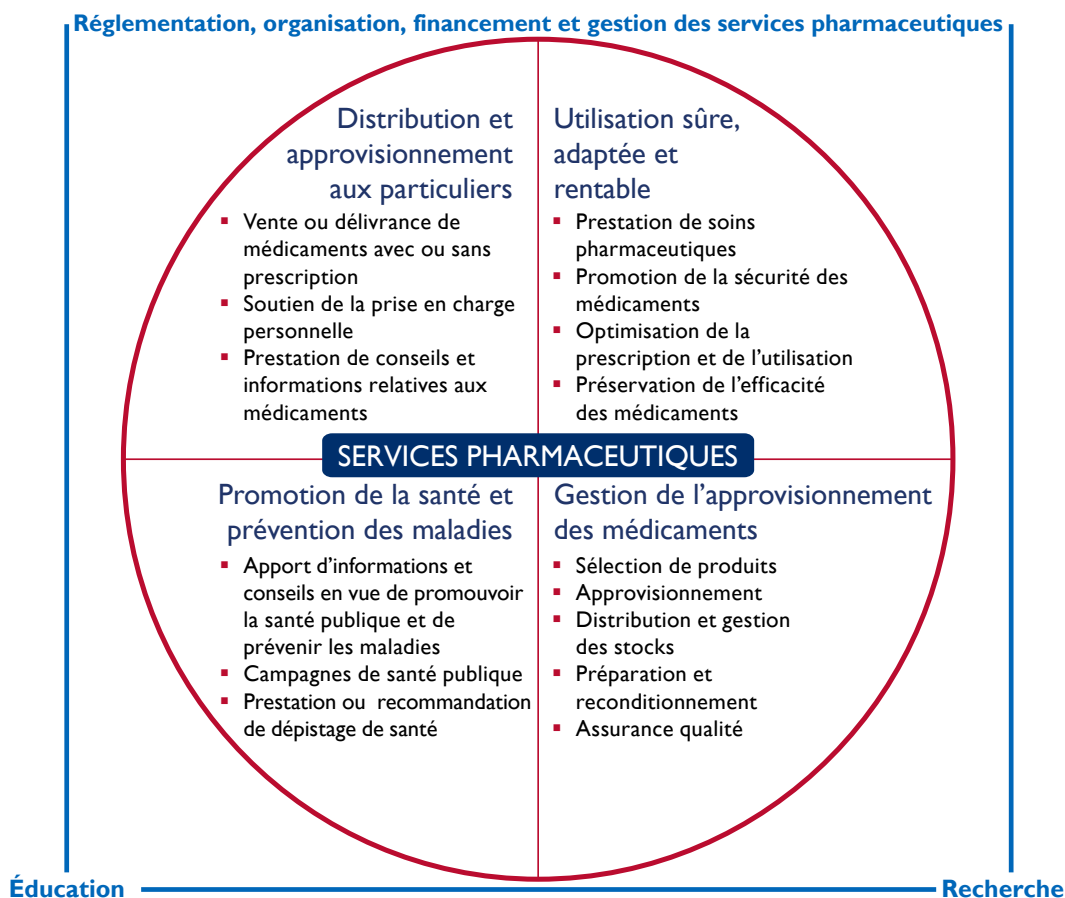 Réglementation, organisation, financement et gestion des services pharmaceutiques
Distribution et
approvisionnement
aux particuliers
▪ Vente ou délivrance de
médicaments avec ou sans
prescription
▪ Soutien de la prise en charge
personnelle
▪ Prestation de conseils et
informations relatives aux
médicaments
Utilisation sûre,
adaptée et
rentable
▪ Prestation de soins
pharmaceutiques
▪ Promotion de la sécurité des
médicaments
▪ Optimisation de la
prescription et de l’utilisation
▪ Préservation de l’efficacité
des médicaments
SERVICES PHARMACEUTIQUES
Promotion de la santé et
prévention des maladies
▪ Apport d’informations et
conseils en vue de promouvoir
la santé publique et de
prévenir les maladies
▪ Campagnes de santé publique
▪ Prestation ou recommandation
de dépistage de santé
Gestion de l’approvisionnement
des médicaments
▪ Sélection de produits
▪ Approvisionnement
▪ Distribution et gestion
des stocks
▪ Préparation et
reconditionnement
▪ Assurance qualité
Éducation
Recherche